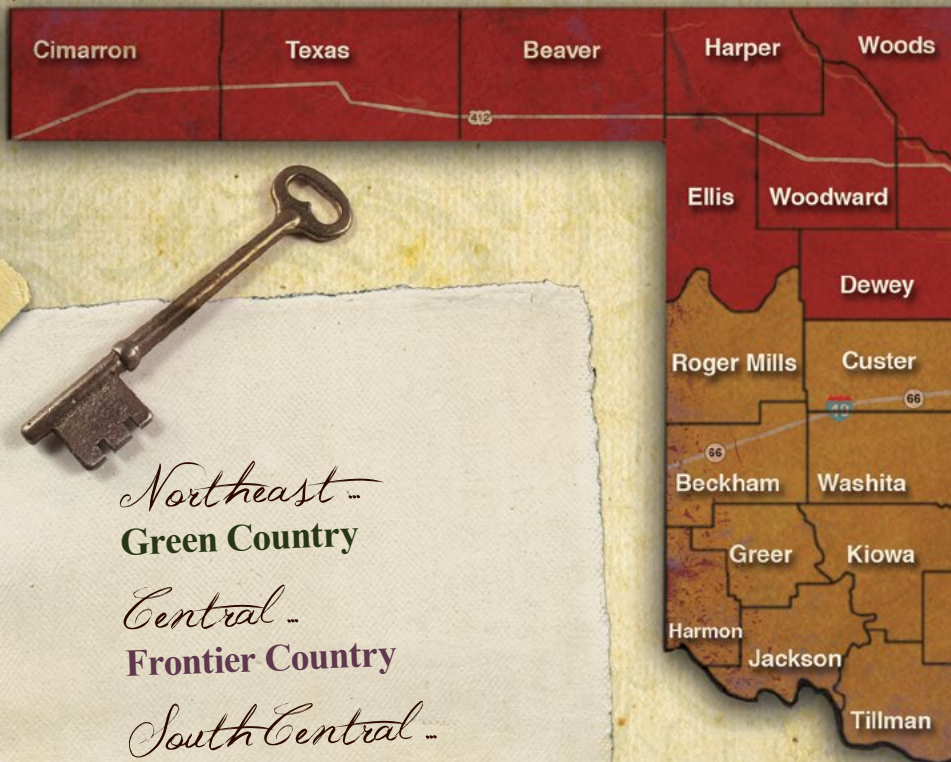 Cimarron
Texas
Beaver
Harper
Woods
412
Ellis
Woodward
Dewey
Roger Mills
Custer
40
66
66
Beckham
Washita
Greer
Kiowa
Harmon
Jackson
Tillman
Northeast ...
Green Country
Central ...
Frontier Country
South Central ...